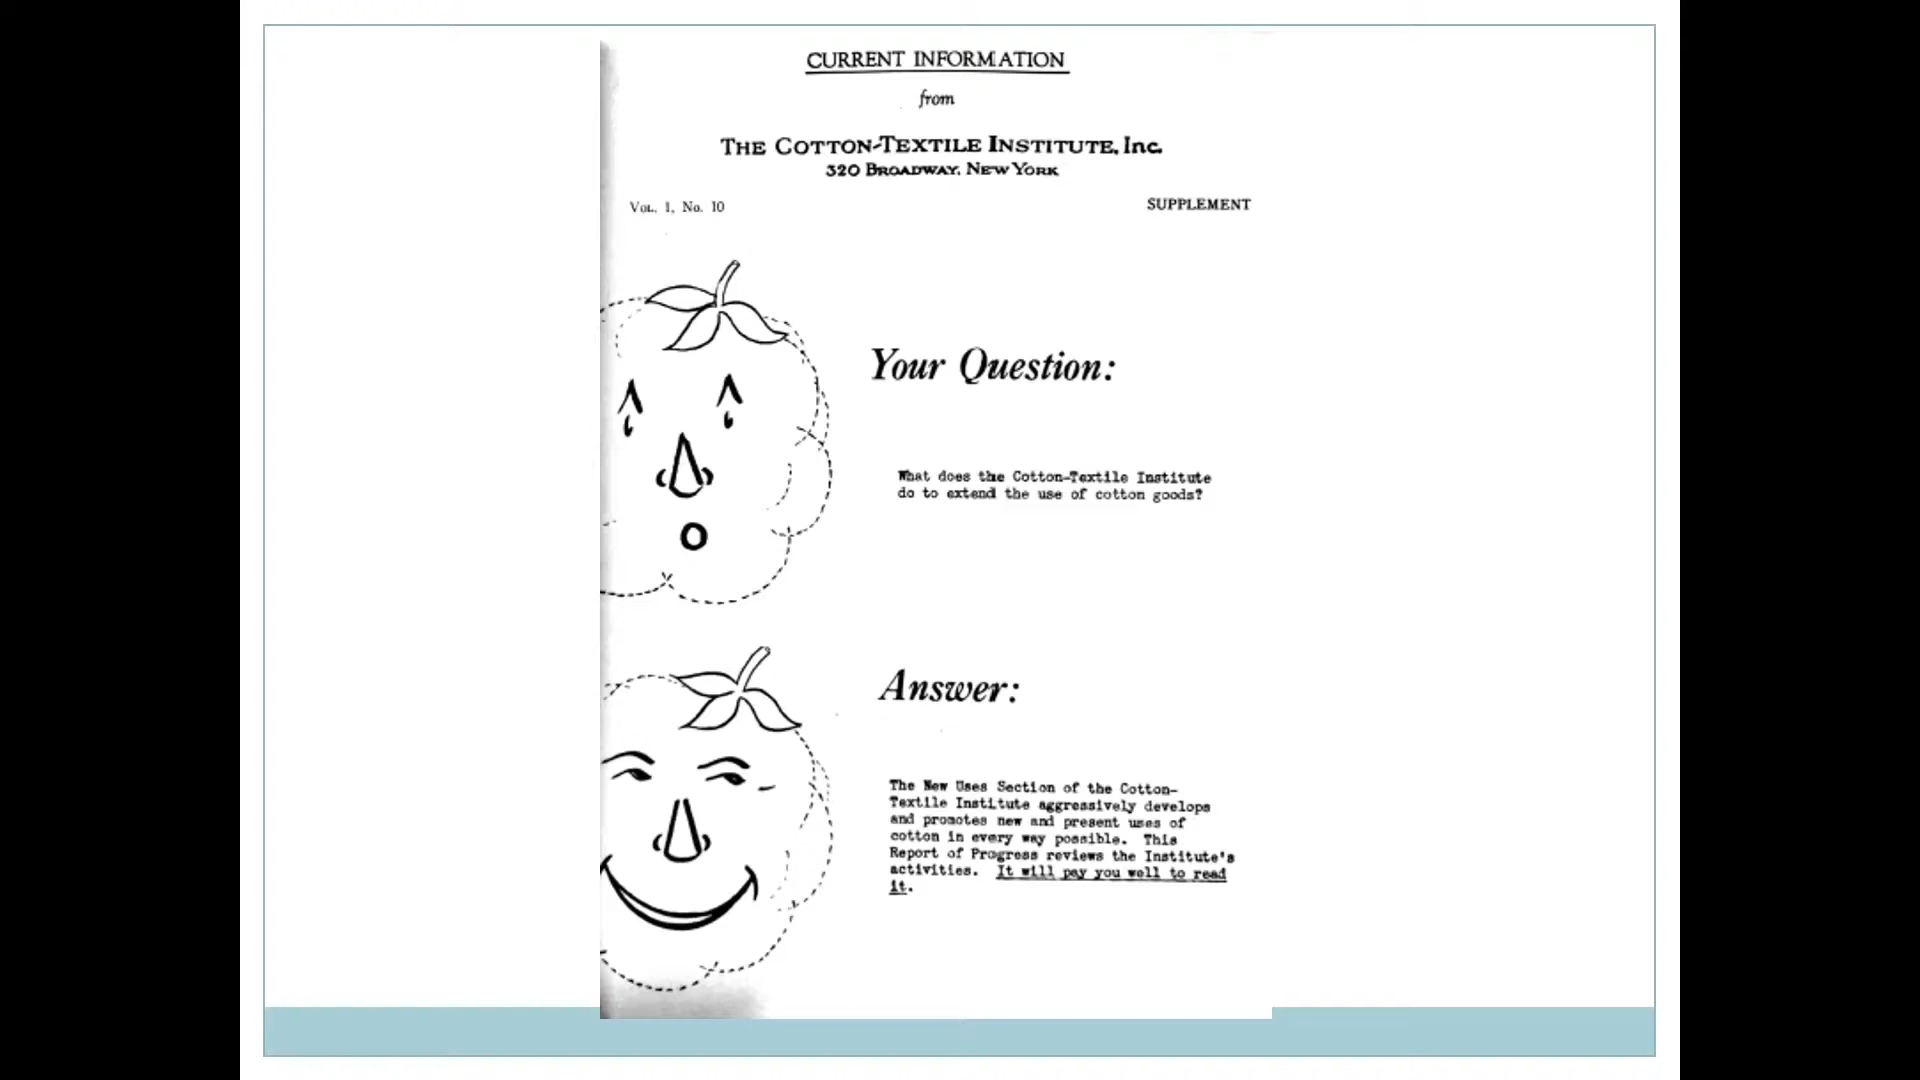 CURRENT INFORMATION
from
THE COTTON-TEXTILE INSTITUTE, Inc.
320 BROADWAY, NEW YORK
VOL. 1, No. 10
SUPPLEMENT
Your Question:
What does the Cotton-Textile Institute
do to extend the use of cotton goods?
Answer:
The New Uses Section of the Cotton-
Textile Institute aggressively develops
and promotes new and present uses of
cotton in every way possible. This
Report of Progress reviews the Institute's
activities. It will pay you well to read
it.